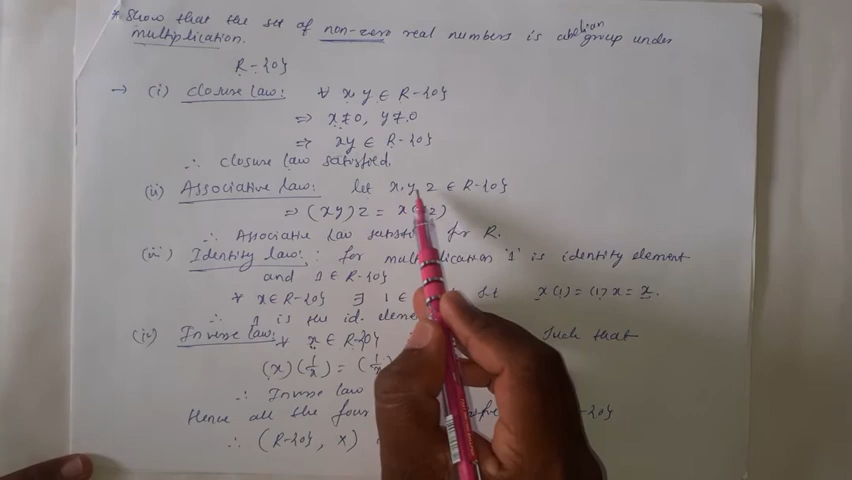 * Show that the set of non-zero real numbers is abelian group under
multiplication.
R - {0}
→ (i) Closure law: ∀ x, y ∈ R-{0}
⇒ x≠0, y≠0
⇒ xy ∈ R-{0}
∴ closure law satisfied.
(ii) Associative law: let x, y, z ∈ R-{0}
⇒ (xy)z = x(yz)
∴ Associative law for R.
(iii) Identity law: for multiplication '1' is identity element
and 1 ∈ R-{0}
∀ x ∈ R-{0} ∃ 1 ∈ s.t x(1) = (1)x = x.
∴ 1 is the id.
(iv) Inverse law: ∀ x ∈ R-{0} such that
(x)(1/x) = (1/x)
∴ Inverse law
Hence all the four -{0}
∴ (R-{0}, ×)